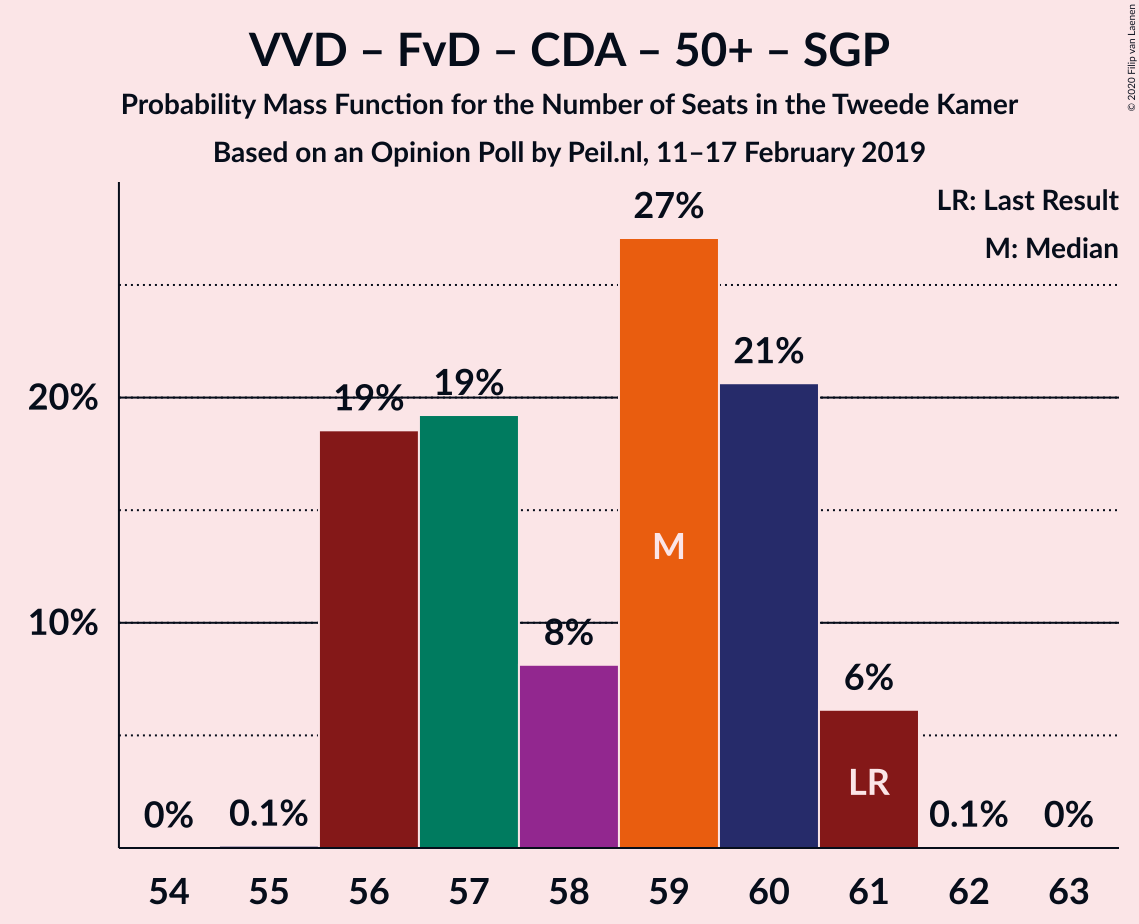 VVD – FvD – CDA – 50+ – SGP
Probability Mass Function for the Number of Seats in the Tweede Kamer
Based on an Opinion Poll by Peil.nl, 11–17 February 2019
© 2020 Filip van Laenen
LR: Last Result
M: Median
27%
21%
20%
19%
19%
M
10%
8%
6%
LR
0%
0.1%
0.1%
0%
54 55 56 57 58 59 60 61 62 63